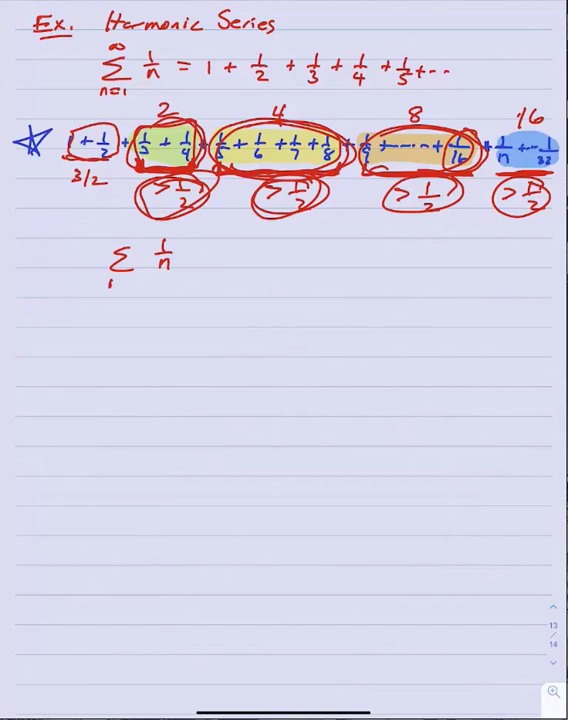 Ex. Harmonic Series
∞
∑ 1/n = 1 + 1/2 + 1/3 + 1/4 + 1/5 + ...
n=1
2 4 8 16
1 + 1/2 + 1/3 + 1/4 + 1/5 + 1/6 + 1/7 + 1/8 + 1/9 + ..... + 1/16 + 1/17 + ... 1/32
3/2 > 1/2 > 1/2 > 1/2 > 1/2
∑ 1/n
1
13
/
14